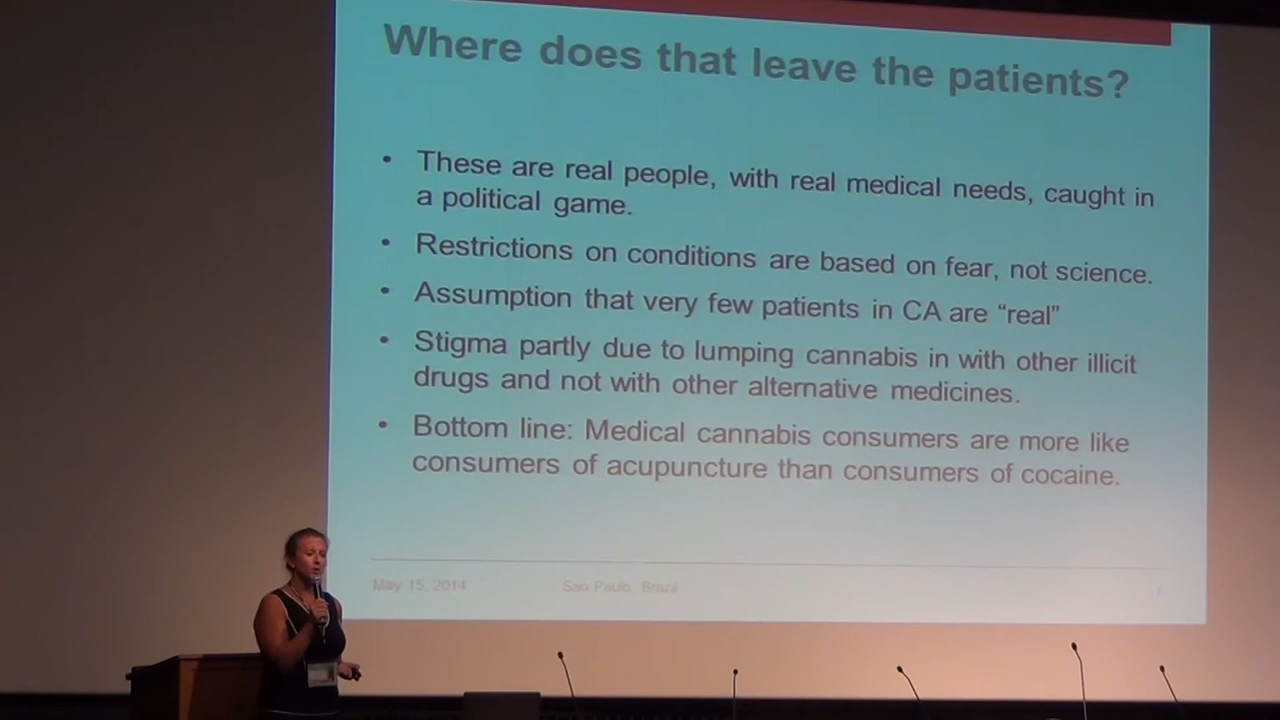 Where does that leave the patients?
• These are real people, with real medical needs, caught in
a political game.
• Restrictions on conditions are based on fear, not science.
• Assumption that very few patients in CA are “real”
• Stigma partly due to lumping cannabis in with other illicit
drugs and not with other alternative medicines.
• Bottom line: Medical cannabis consumers are more like
consumers of acupuncture than consumers of cocaine.
May 15, 2014
Sao Paulo, Brazil